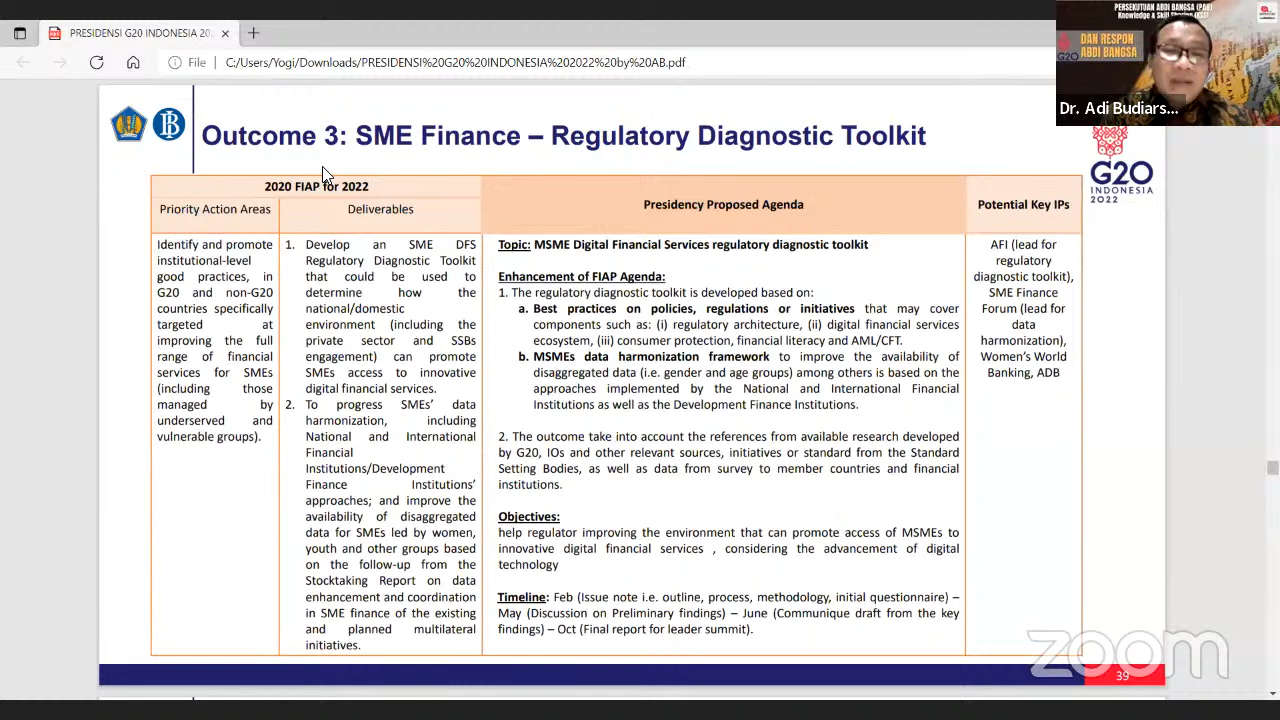 PRESIDENSI G20 INDONESIA 20
File
C:/Users/Yogi/Downloads/
%20G20%20INDONESIA%202022%20by%20AB.pdf
PERSEKUTUAN ABDI BANGSA (PAB)
Knowledge & Skill Sharing (KSS)
DAN RESPON
ABDI BANGSA
G20
Dr. Adi Budiars...
Outcome 3: SME Finance – Regulatory Diagnostic Toolkit
G20
INDONESIA
2022
2020 FIAP for 2022
Priority Action Areas
Deliverables
Presidency Proposed Agenda
Potential Key IPs
Identify and promote
institutional-level
good practices, in
G20 and non-G20
countries specifically
targeted at
improving the full
range of financial
services for SMEs
(including those
managed by
underserved and
vulnerable groups).
1. Develop an SME DFS
Regulatory Diagnostic Toolkit
that could be used to
determine how the
national/domestic
environment (including the
private sector and SSBs
engagement) can promote
SMEs access to innovative
digital financial services.
2. To progress SMEs’ data
harmonization, including
National and International
Financial
Institutions/Development
Finance Institutions’
approaches; and improve the
availability of disaggregated
data for SMEs led by women,
youth and other groups based
on the follow-up from the
Stocktaking Report on data
enhancement and coordination
in SME finance of the existing
and planned multilateral
initiatives.
Topic: MSME Digital Financial Services regulatory diagnostic toolkit
Enhancement of FIAP Agenda:
1. The regulatory diagnostic toolkit is developed based on:
a. Best practices on policies, regulations or initiatives that may cover
components such as: (i) regulatory architecture, (ii) digital financial services
ecosystem, (iii) consumer protection, financial literacy and AML/CFT.
b. MSMEs data harmonization framework to improve the availability of
disaggregated data (i.e. gender and age groups) among others is based on the
approaches implemented by the National and International Financial
Institutions as well as the Development Finance Institutions.
2. The outcome take into account the references from available research developed
by G20, IOs and other relevant sources, initiatives or standard from the Standard
Setting Bodies, as well as data from survey to member countries and financial
institutions.
Objectives:
help regulator improving the environment that can promote access of MSMEs to
innovative digital financial services , considering the advancement of digital
technology
Timeline: Feb (Issue note i.e. outline, process, methodology, initial questionnaire) –
May (Discussion on Preliminary findings) – June (Communique draft from the key
findings) – Oct (Final report for leader summit).
AFI (lead for
regulatory
diagnostic toolkit),
SME Finance
Forum (lead for
data
harmonization),
Women’s World
Banking, ADB
zoom
39